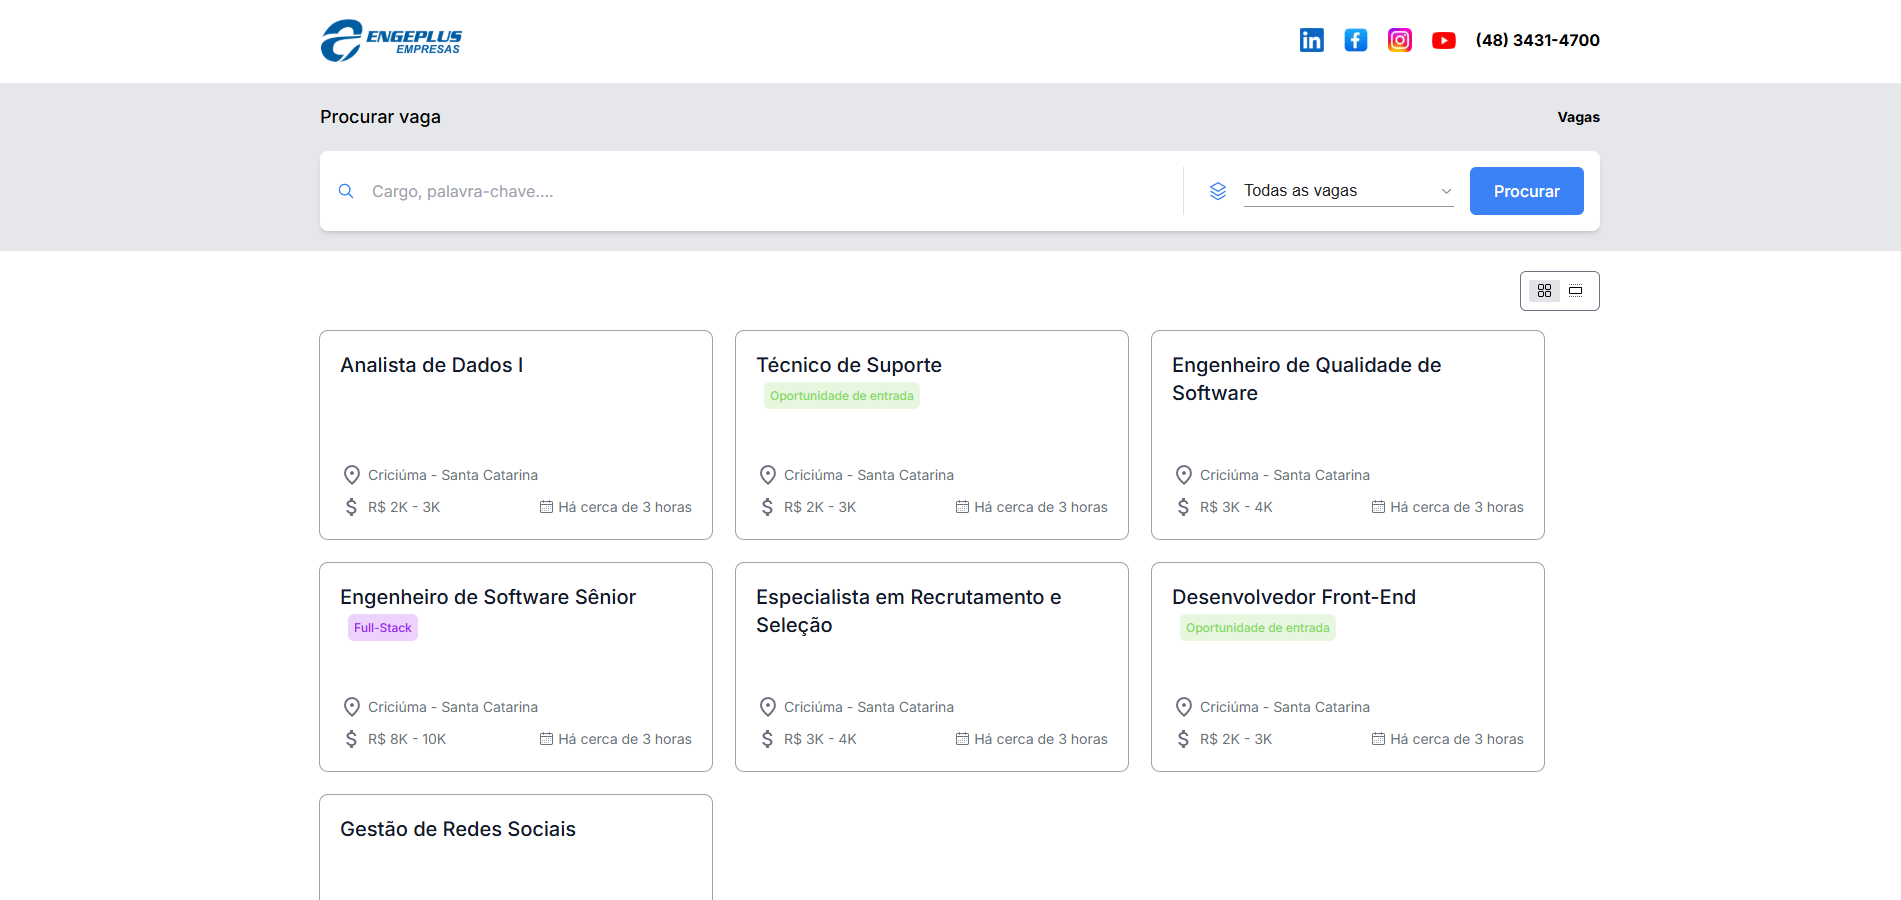 ENGEPLUS
EMPRESAS
(48) 3431-4700
Procurar vaga
Vagas
Cargo, palavra-chave....
Todas as vagas
Procurar
Analista de Dados I
Criciúma - Santa Catarina
R$ 2K - 3K
Há cerca de 3 horas
Técnico de Suporte
Oportunidade de entrada
Criciúma - Santa Catarina
R$ 2K - 3K
Há cerca de 3 horas
Engenheiro de Qualidade de
Software
Criciúma - Santa Catarina
R$ 3K - 4K
Há cerca de 3 horas
Engenheiro de Software Sênior
Full-Stack
Criciúma - Santa Catarina
R$ 8K - 10K
Há cerca de 3 horas
Especialista em Recrutamento e
Seleção
Criciúma - Santa Catarina
R$ 3K - 4K
Há cerca de 3 horas
Desenvolvedor Front-End
Oportunidade de entrada
Criciúma - Santa Catarina
R$ 2K - 3K
Há cerca de 3 horas
Gestão de Redes Sociais